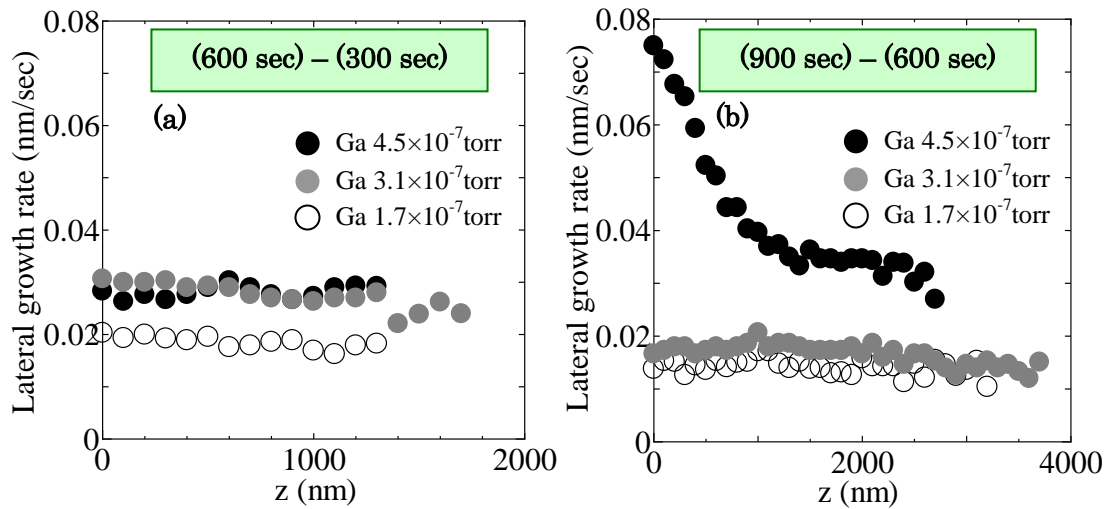 (600 sec) – (300 sec)
(a)
Ga 4.5×10⁻⁷torr
Ga 3.1×10⁻⁷torr
Ga 1.7×10⁻⁷torr
Lateral growth rate (nm/sec)
0.08
0.06
0.04
0.02
0
0
1000
2000
z (nm)
(900 sec) – (600 sec)
(b)
Ga 4.5×10⁻⁷torr
Ga 3.1×10⁻⁷torr
Ga 1.7×10⁻⁷torr
Lateral growth rate (nm/sec)
0.08
0.06
0.04
0.02
0
0
2000
4000
z (nm)